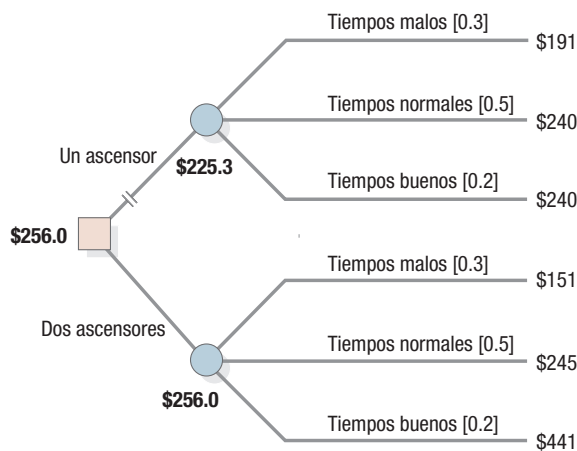 Tiempos malos [0.3]
$191
Tiempos normales [0.5]
$240
Un ascensor
$225.3
Tiempos buenos [0.2]
$240
$256.0
Tiempos malos [0.3]
$151
Dos ascensores
Tiempos normales [0.5]
$245
$256.0
Tiempos buenos [0.2]
$441